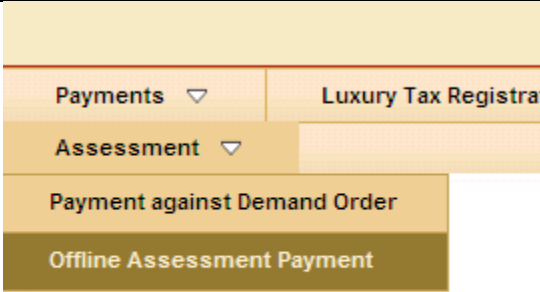 Payments Luxury Tax Registra
Assessment
Payment against Demand Order
Offline Assessment Payment